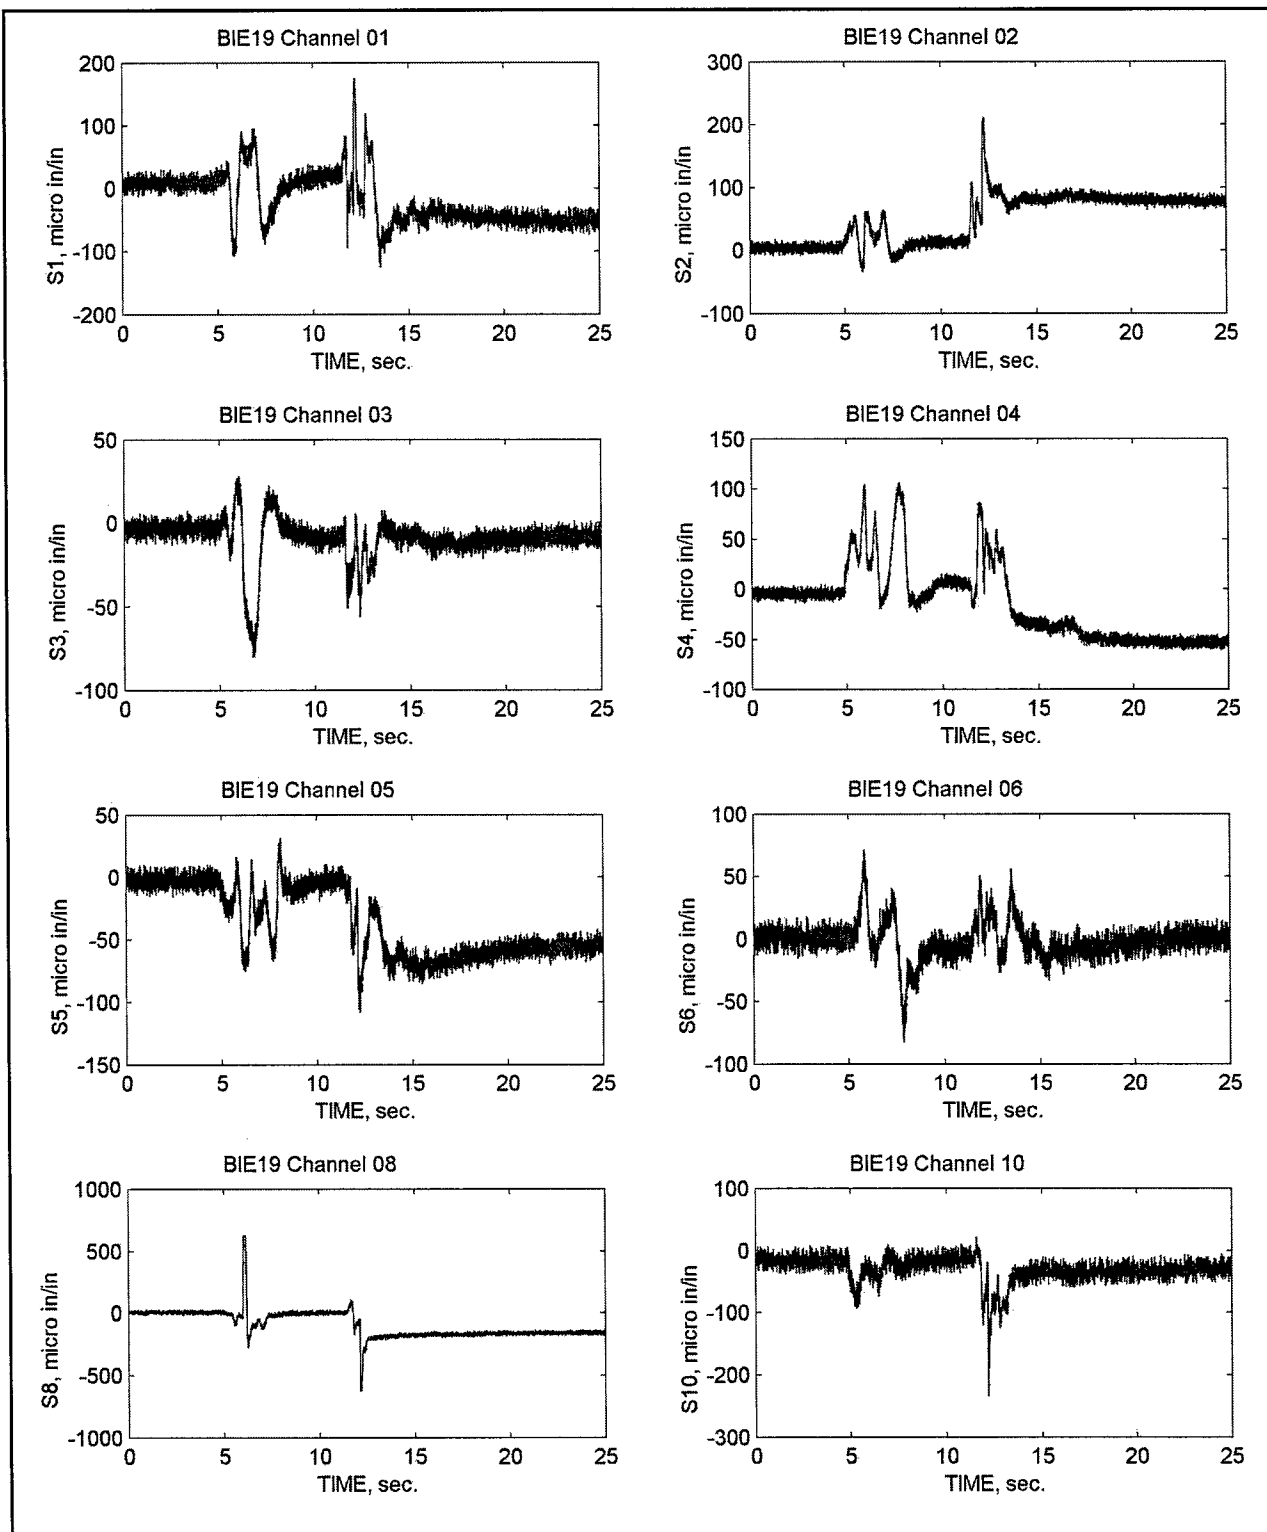 BIE19 Channel 01
200
100
0
-100
-200
S1, micro in/in
0 5 10 15 20 25
TIME, sec.
BIE19 Channel 02
300
200
100
0
-100
S2, micro in/in
0 5 10 15 20 25
TIME, sec.
BIE19 Channel 03
50
0
-50
-100
S3, micro in/in
0 5 10 15 20 25
TIME, sec.
BIE19 Channel 04
150
100
50
0
-50
-100
S4, micro in/in
0 5 10 15 20 25
TIME, sec.
BIE19 Channel 05
50
0
-50
-100
-150
S5, micro in/in
0 5 10 15 20 25
TIME, sec.
BIE19 Channel 06
100
50
0
-50
-100
S6, micro in/in
0 5 10 15 20 25
TIME, sec.
BIE19 Channel 08
1000
500
0
-500
-1000
S8, micro in/in
0 5 10 15 20 25
TIME, sec.
BIE19 Channel 10
100
0
-100
-200
-300
S10, micro in/in
0 5 10 15 20 25
TIME, sec.